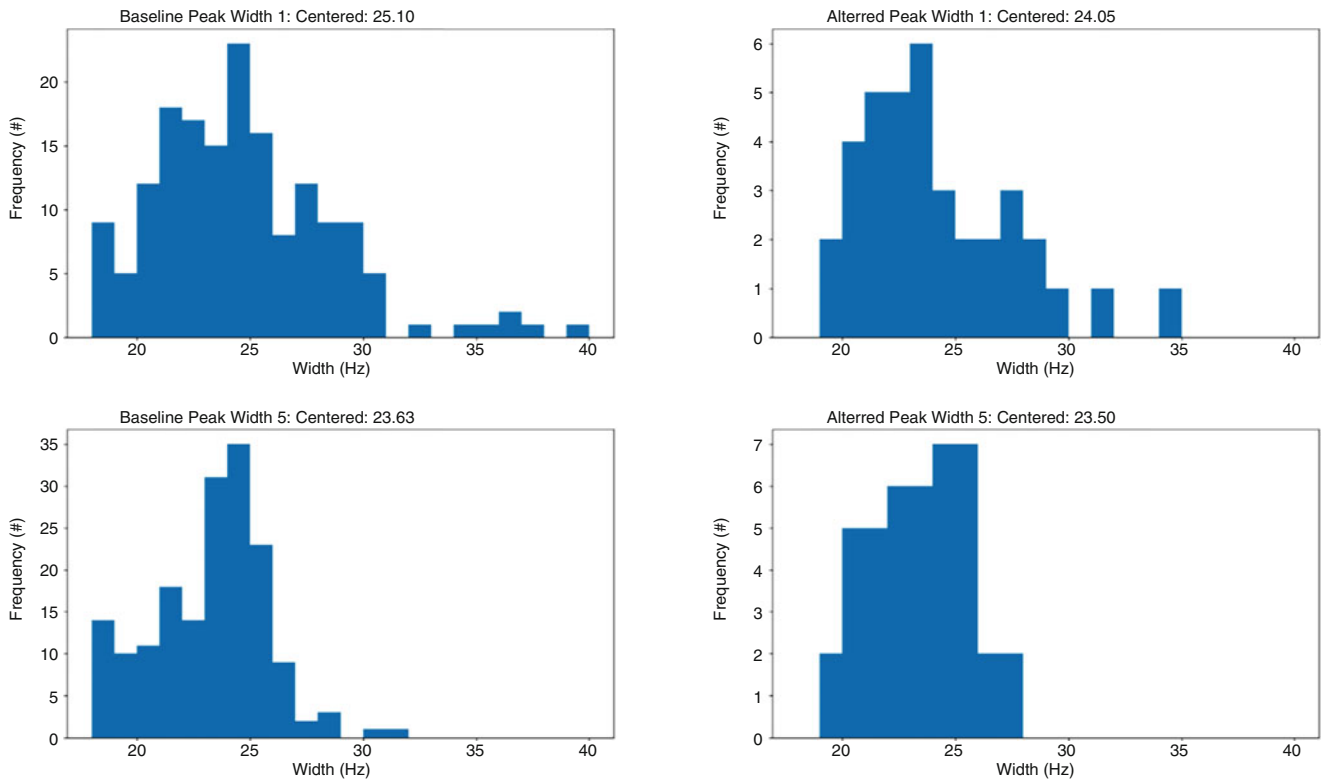 Baseline Peak Width 1: Centered: 25.10
Frequency (#)
20
15
10
5
0
20 25 30 35 40
Width (Hz)
Alterred Peak Width 1: Centered: 24.05
Frequency (#)
6
5
4
3
2
1
0
20 25 30 35 40
Width (Hz)
Baseline Peak Width 5: Centered: 23.63
Frequency (#)
35
30
25
20
15
10
5
0
20 25 30 35 40
Width (Hz)
Alterred Peak Width 5: Centered: 23.50
Frequency (#)
7
6
5
4
3
2
1
0
20 25 30 35 40
Width (Hz)